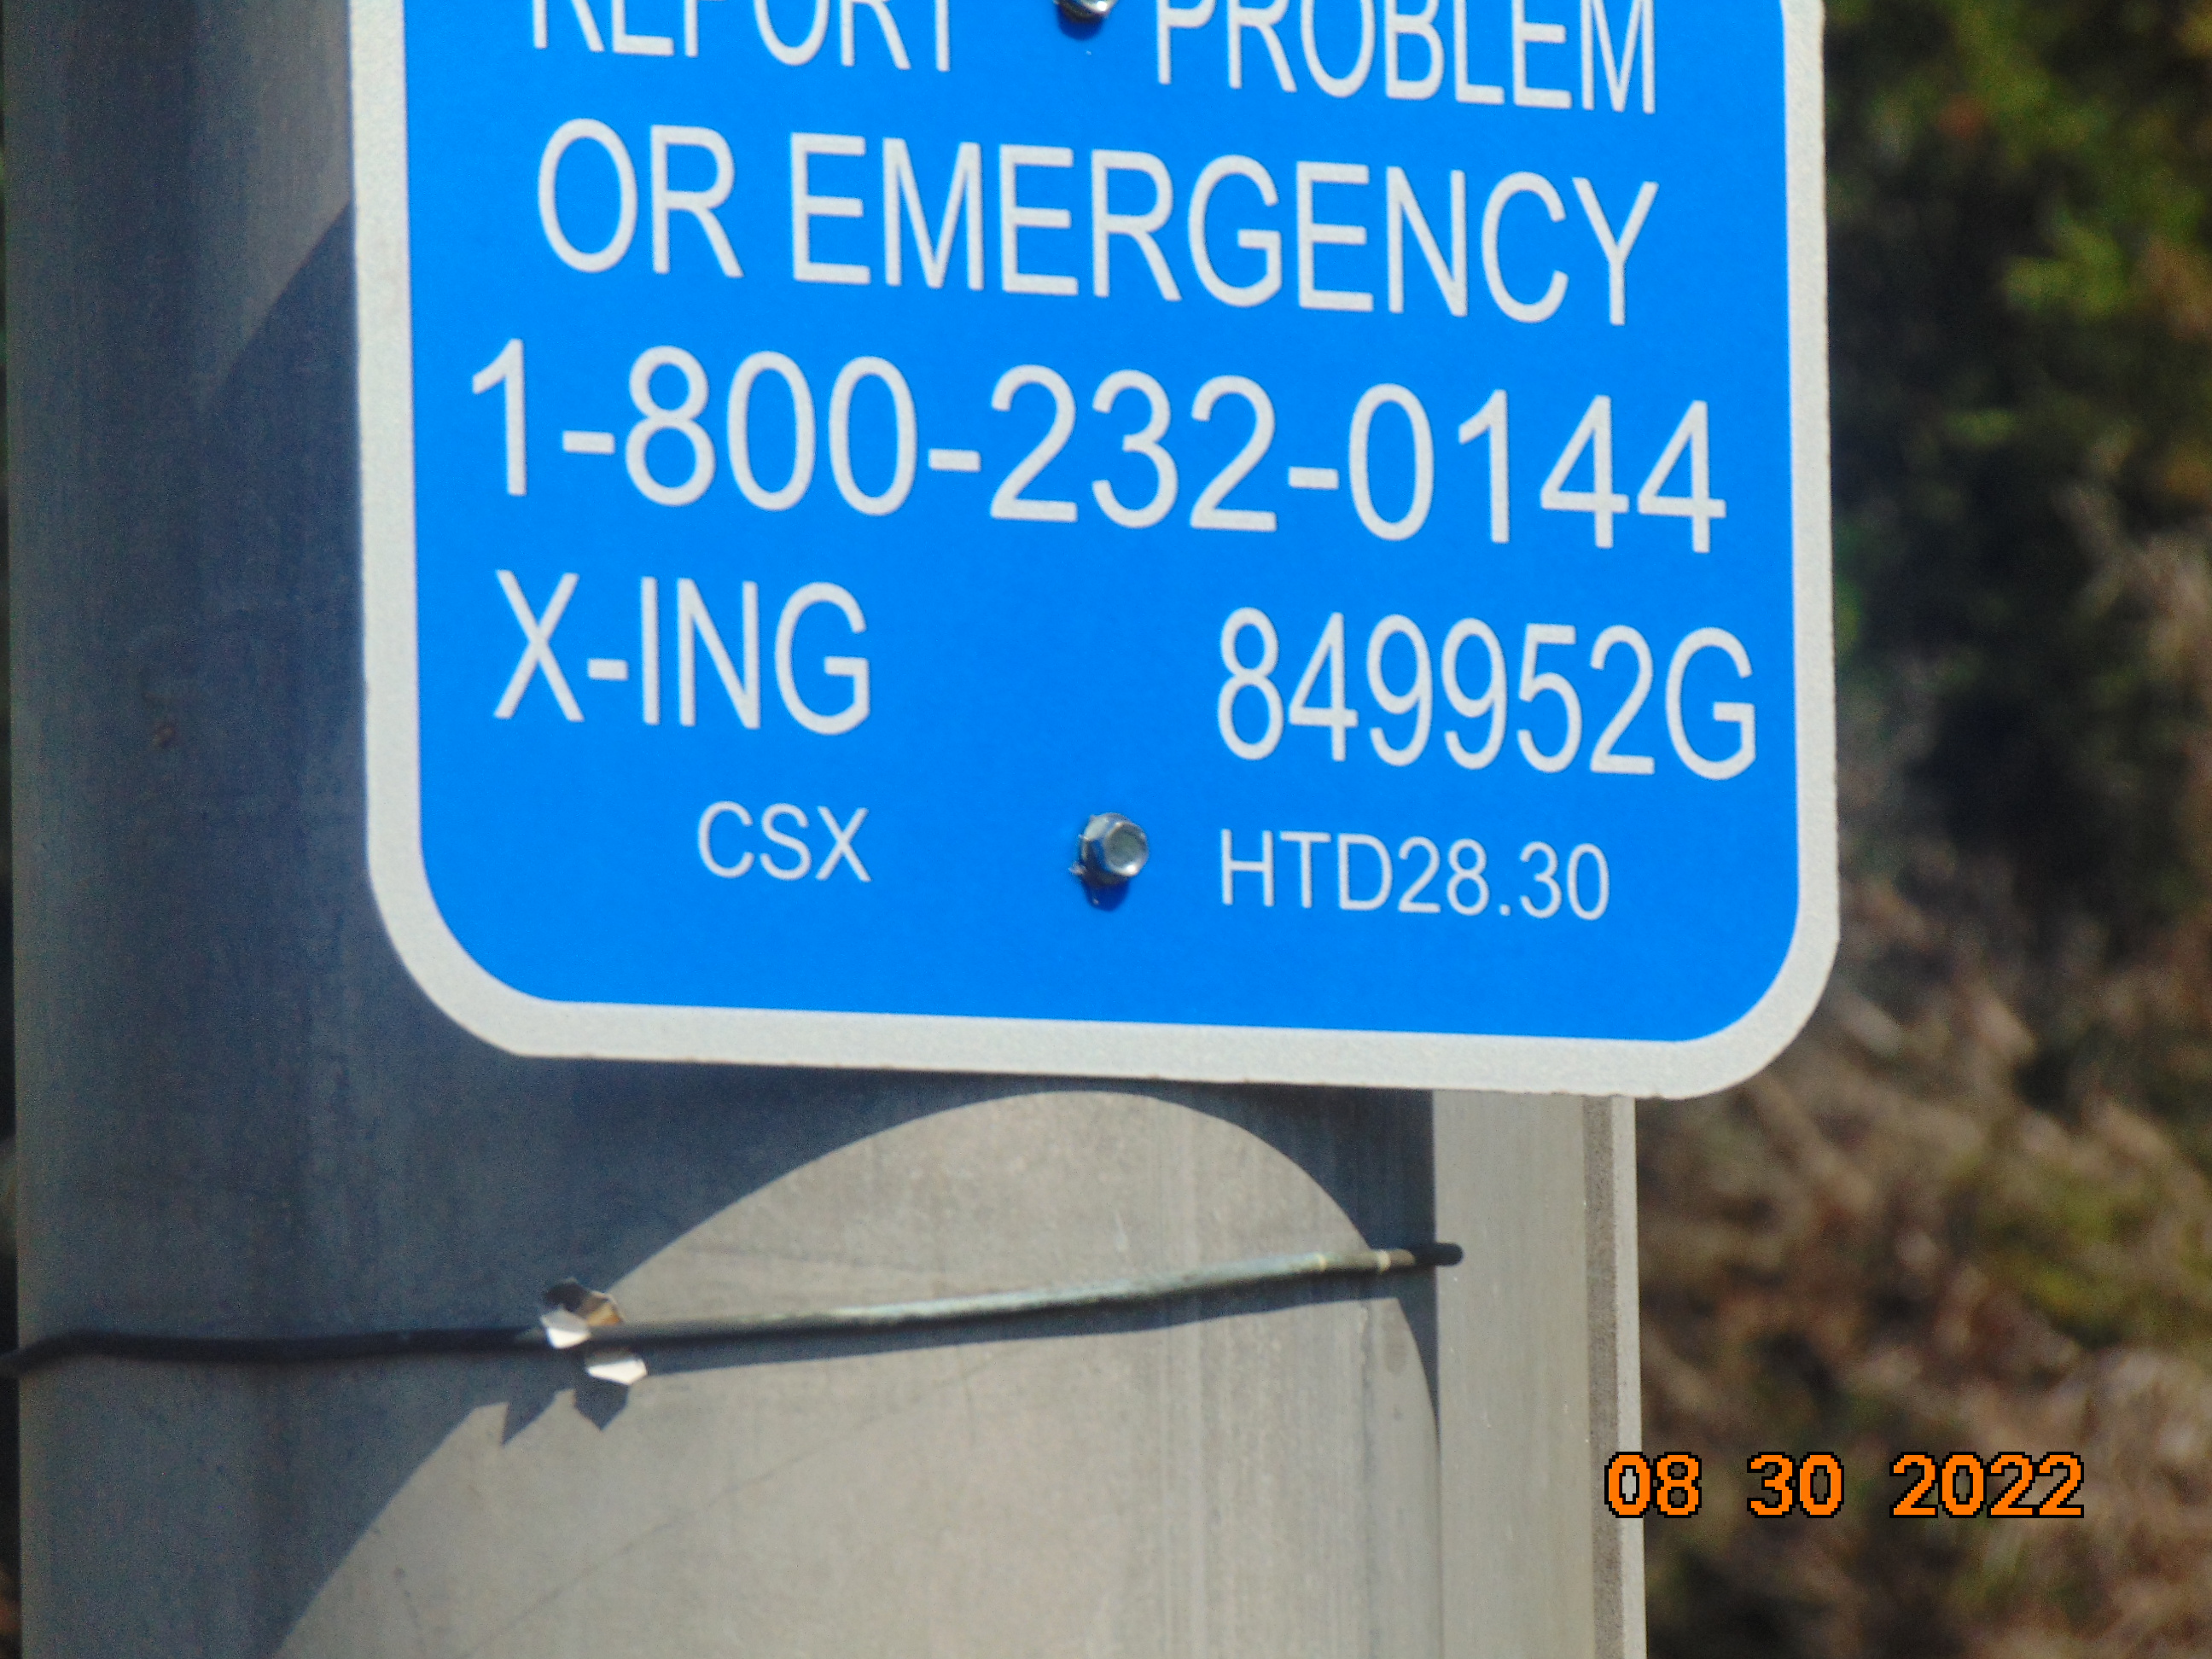 REPORT PROBLEM
OR EMERGENCY
1-800-232-0144
X-ING 849952G
CSX HTD28.30
08 30 2022